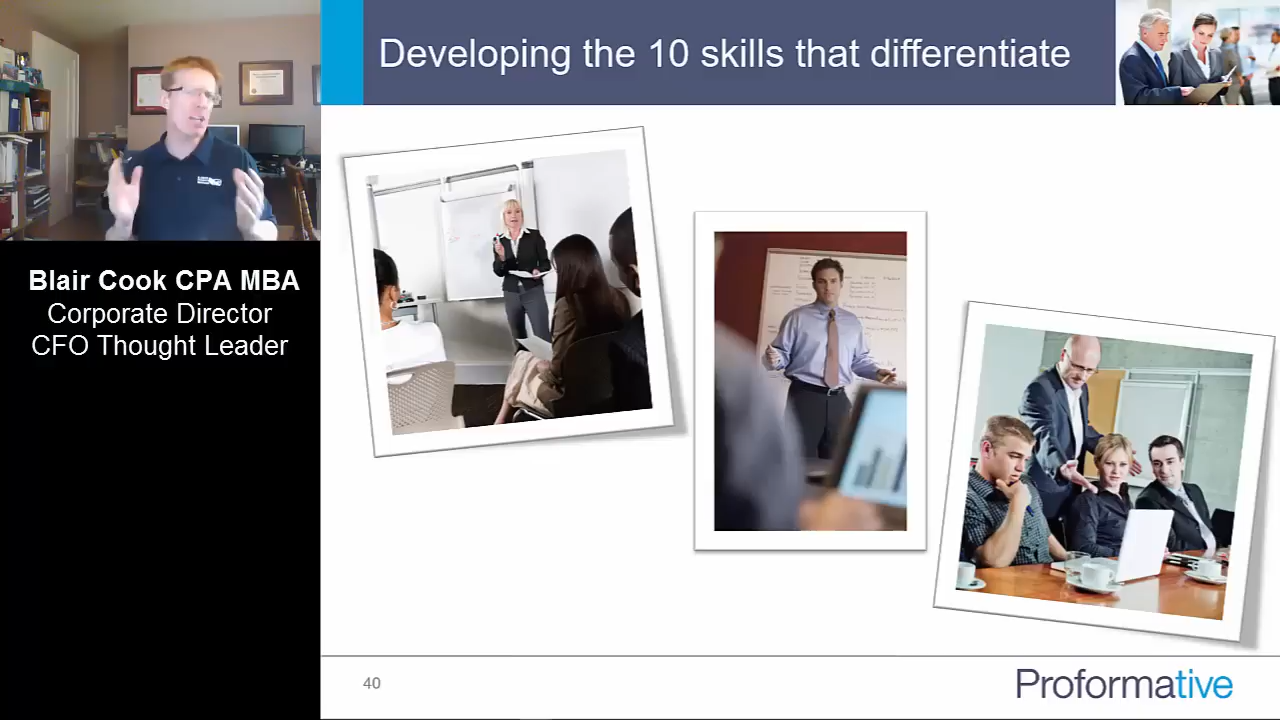 Developing the 10 skills that differentiate
Blair Cook CPA MBA
Corporate Director
CFO Thought Leader
40
Proformative